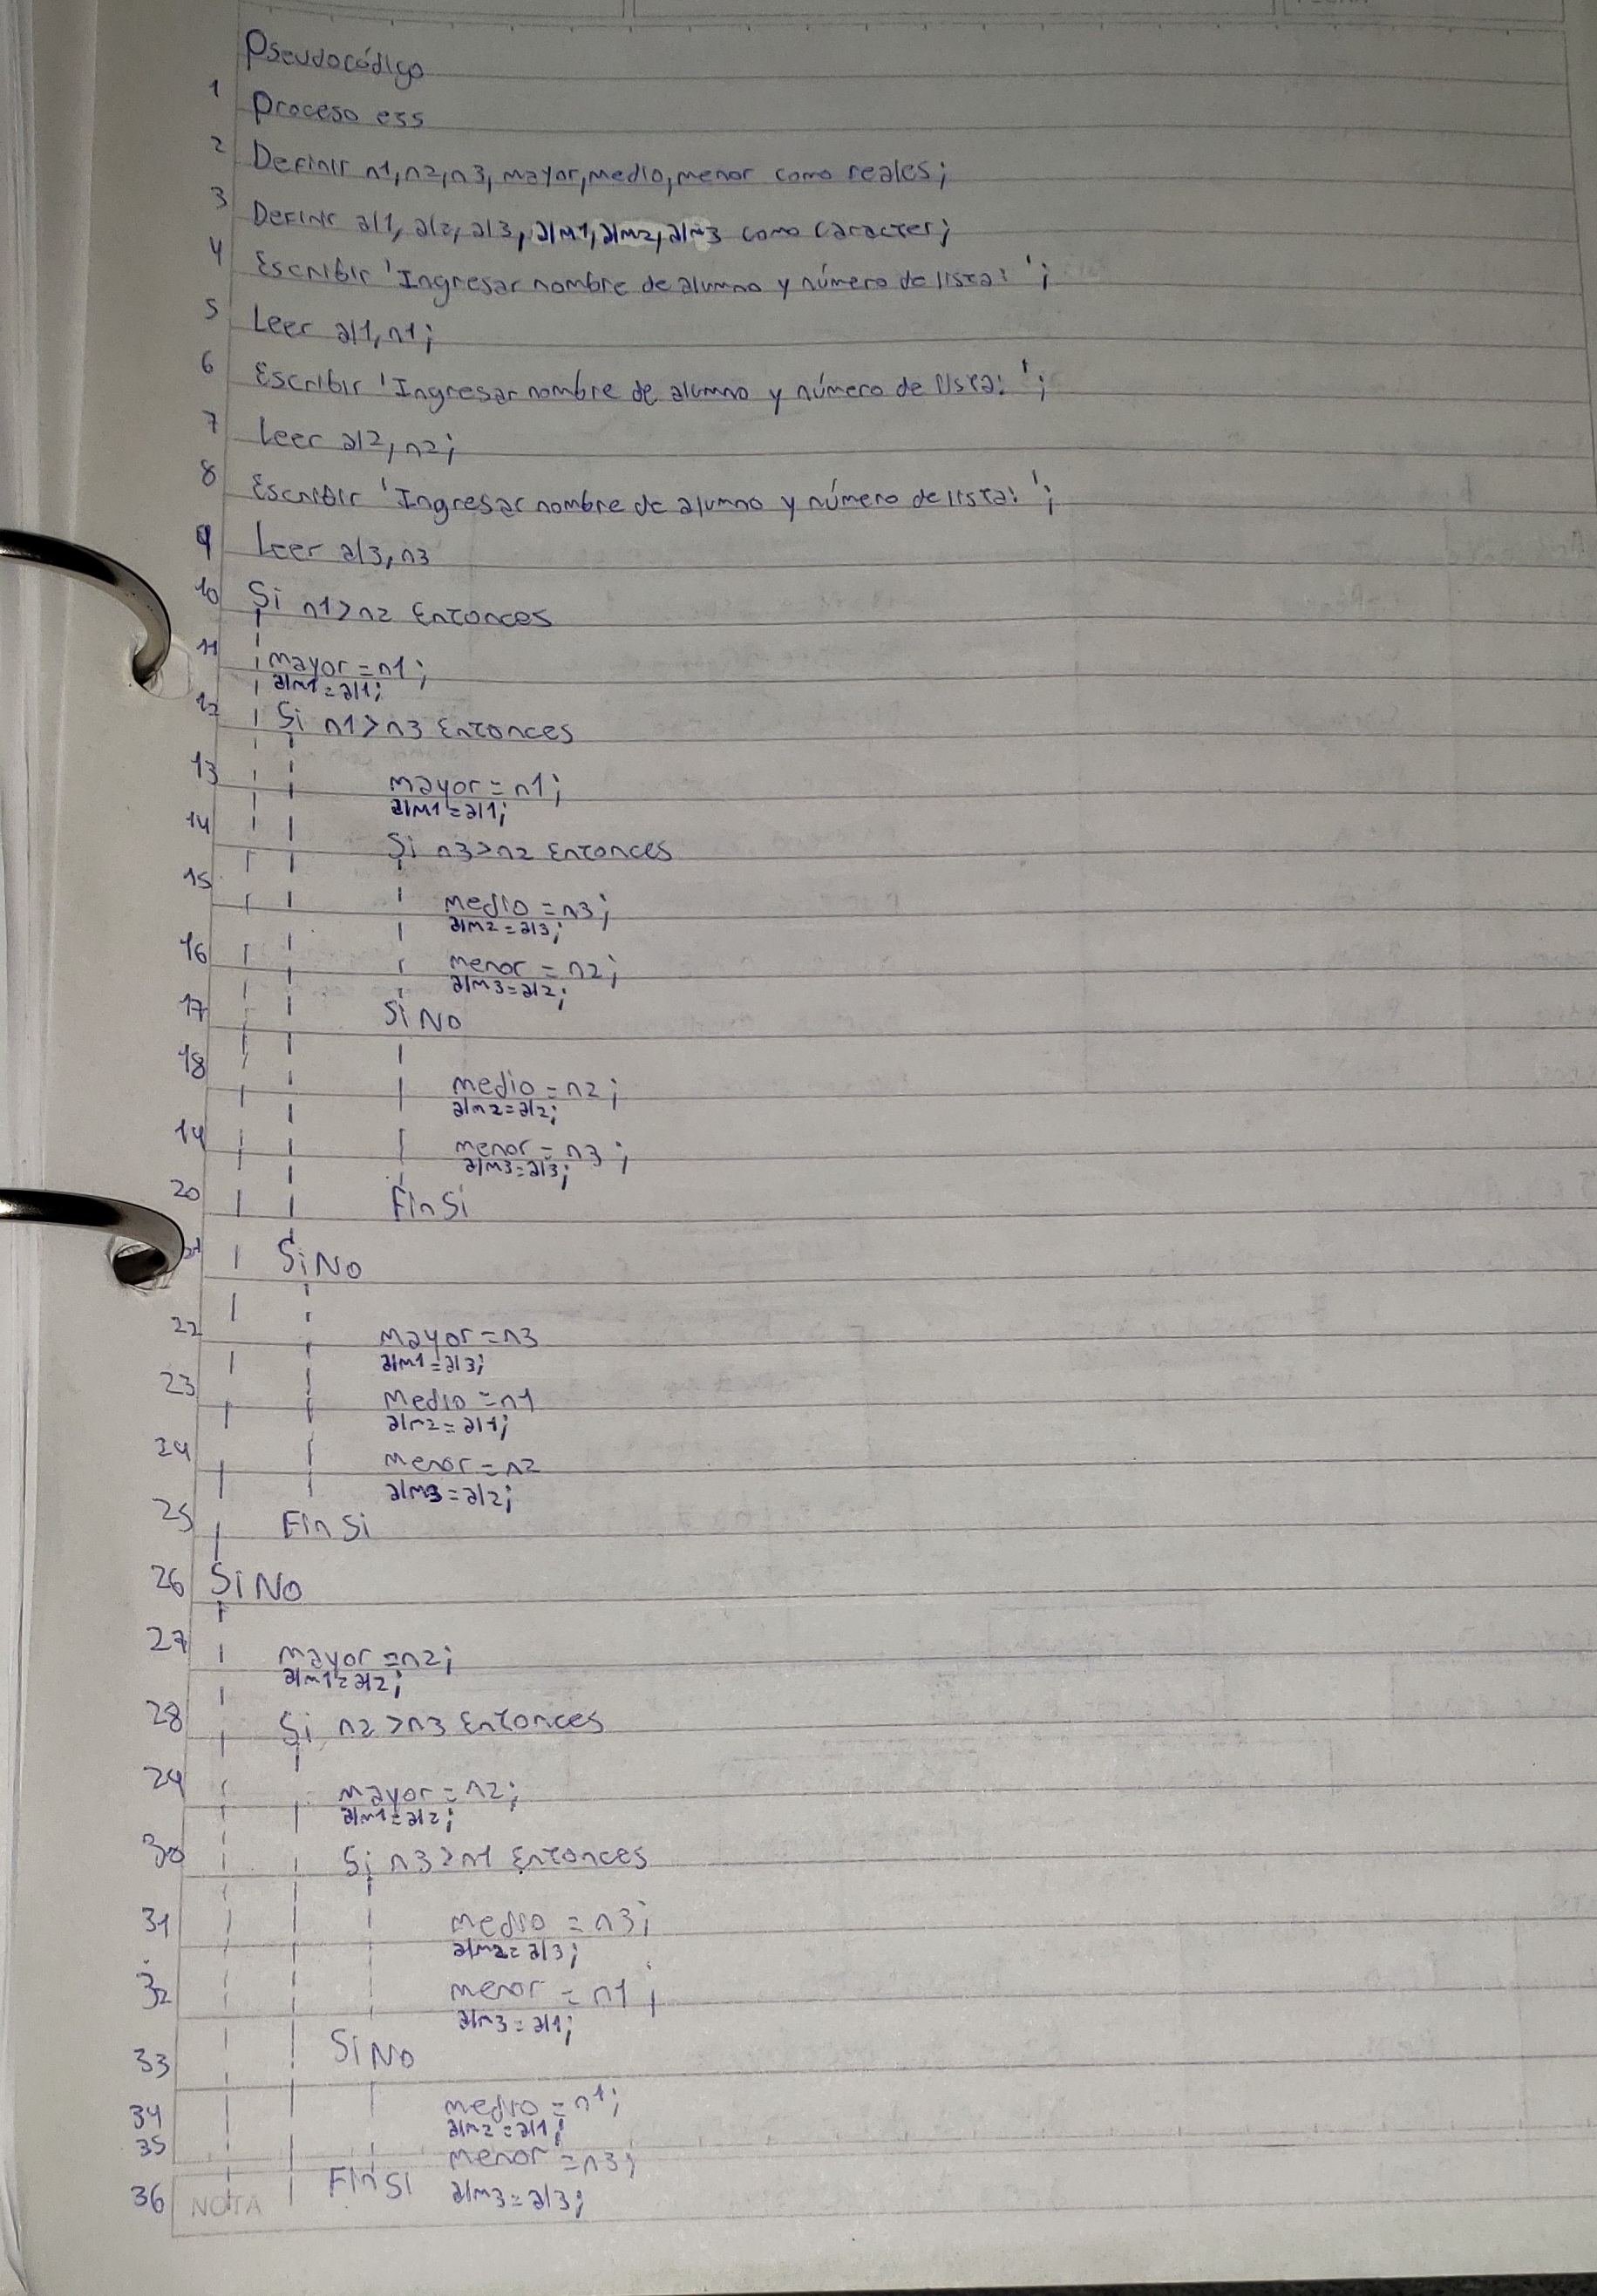 Pseudocódigo
1 Proceso ess
2 Definir n1,n2,n3,mayor,medio,menor como reales;
3 Definir al1, al2, al3, alm1, alm2, alm3 como caracter;
4 Escribir 'Ingresar nombre de alumno y número de lista: ';
5 Leer al1,n1;
6 Escribir 'Ingresar nombre de alumno y número de lista: ';
7 Leer al2,n2;
8 Escribir 'Ingresar nombre de alumno y número de lista: ';
9 Leer al3,n3
10 Si n1>n2 Entonces
11 mayor=n1;
alm1=al1;
12 Si n1>n3 Entonces
13 mayor=n1;
alm1=al1;
14 Si n3>n2 Entonces
15 medio=n3;
alm2=al3;
16 menor=n2;
alm3=al2;
17 SiNo
18 medio=n2;
alm2=al2;
19 menor=n3;
alm3=al3;
20 FinSi
21 SiNo
22 mayor=n3
alm1=al3;
23 medio=n1
alm2=al1;
24 menor=n2
alm3=al2;
25 FinSi
26 SiNo
27 mayor=n2;
alm1=al2;
28 Si n2>n3 Entonces
29 mayor=n2;
alm1=al2;
30 Si n3>n1 Entonces
31 medio=n3;
alm2=al3;
32 menor=n1;
alm3=al1;
33 SiNo
34 medio=n1;
alm2=al1;
35 menor=n3;
36 FinSi alm3=al3;
NOTA